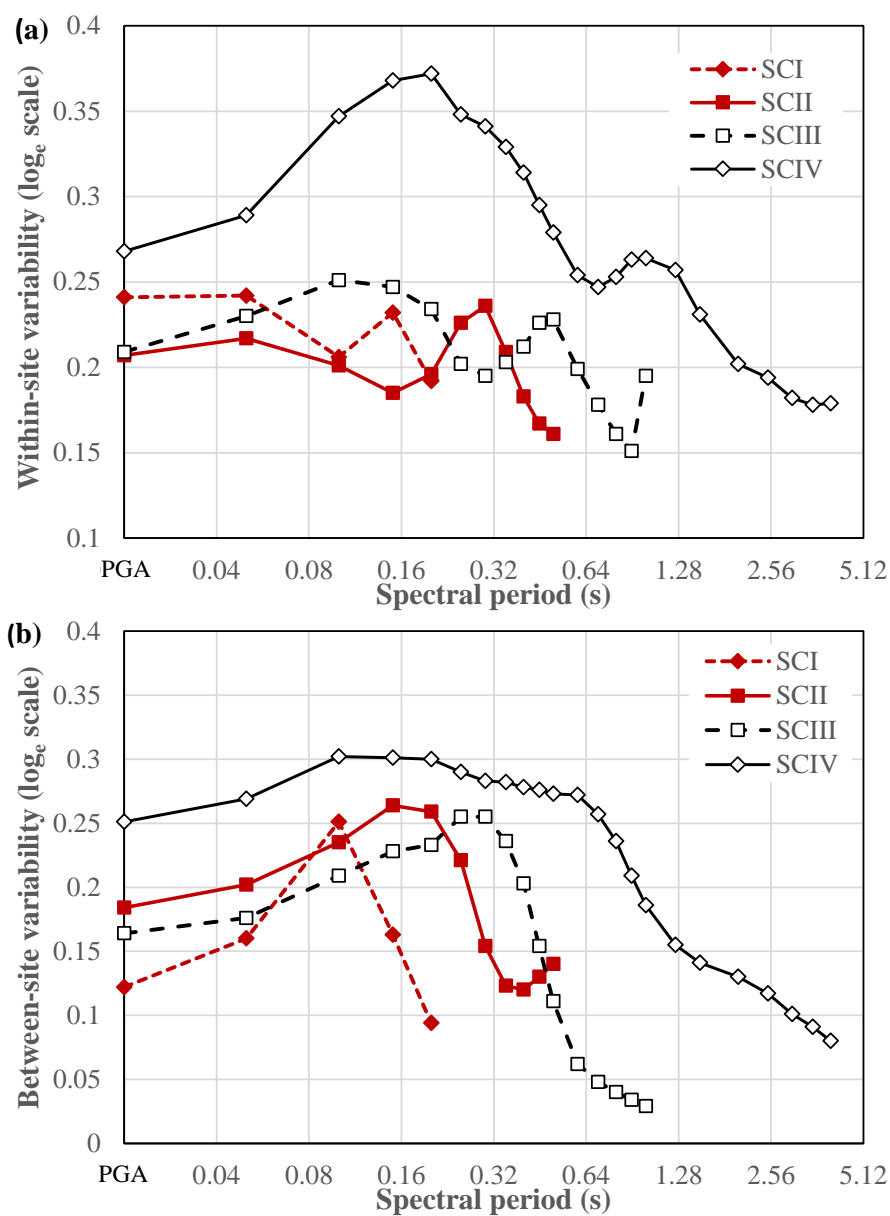 (a)
0.4
0.35
0.3
0.25
0.2
0.15
0.1
Within-site variability (logₑ scale)
SCI
SCII
SCIII
SCIV
PGA 0.04 0.08 0.16 0.32 0.64 1.28 2.56 5.12
Spectral period (s)
(b)
0.4
0.35
0.3
0.25
0.2
0.15
0.1
0.05
0
Between-site variability (logₑ scale)
SCI
SCII
SCIII
SCIV
PGA 0.04 0.08 0.16 0.32 0.64 1.28 2.56 5.12
Spectral period (s)